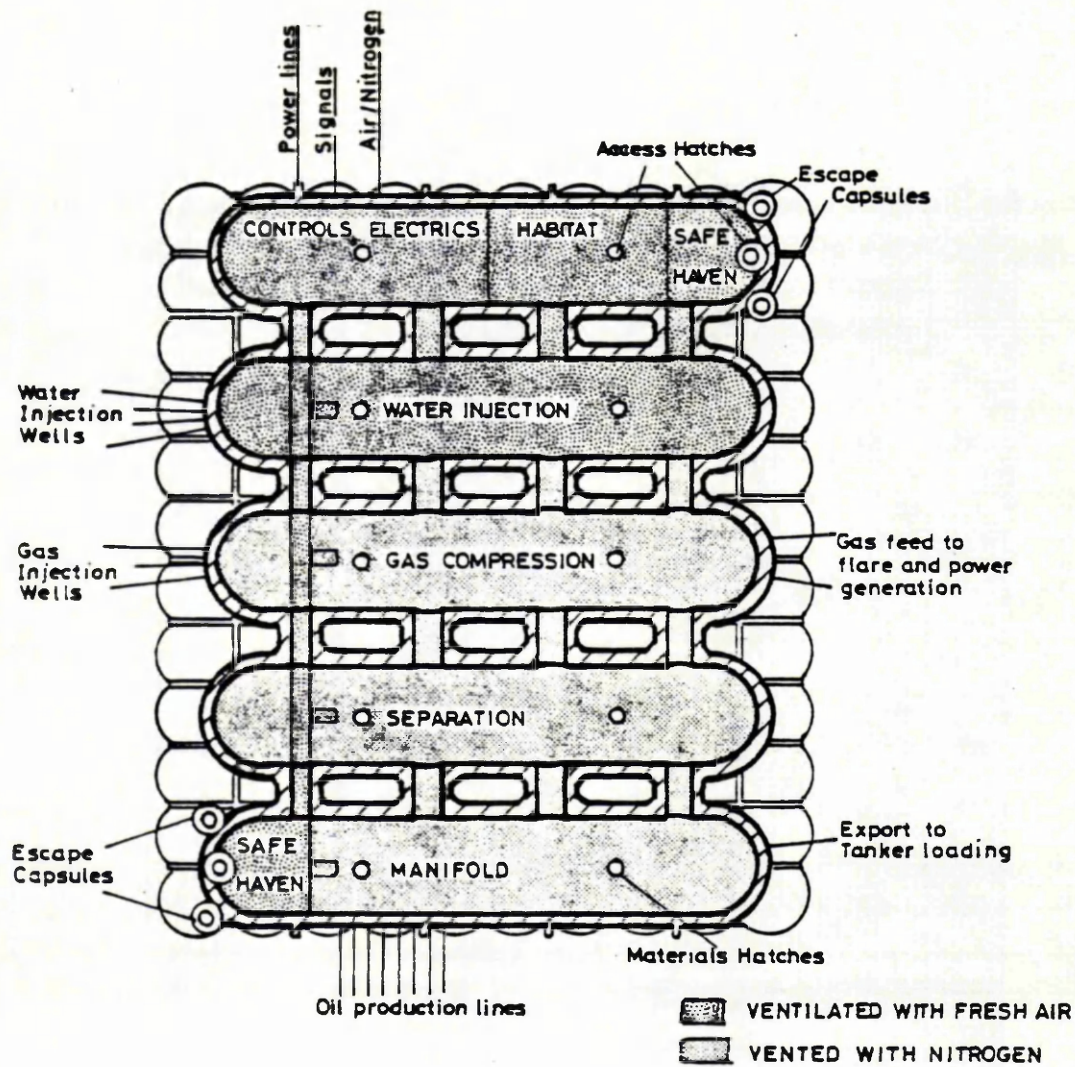 Power lines
Signals
Air/Nitrogen
Access Hatches
Escape
Capsules
CONTROLS ELECTRICS
HABITAT
SAFE
HAVEN
Water
Injection
Wells
WATER INJECTION
Gas
Injection
Wells
GAS COMPRESSION
Gas feed to
flare and power
generation
SEPARATION
Escape
Capsules
SAFE
HAVEN
MANIFOLD
Export to
Tanker loading
Materials Hatches
Oil production lines
VENTILATED WITH FRESH AIR
VENTED WITH NITROGEN